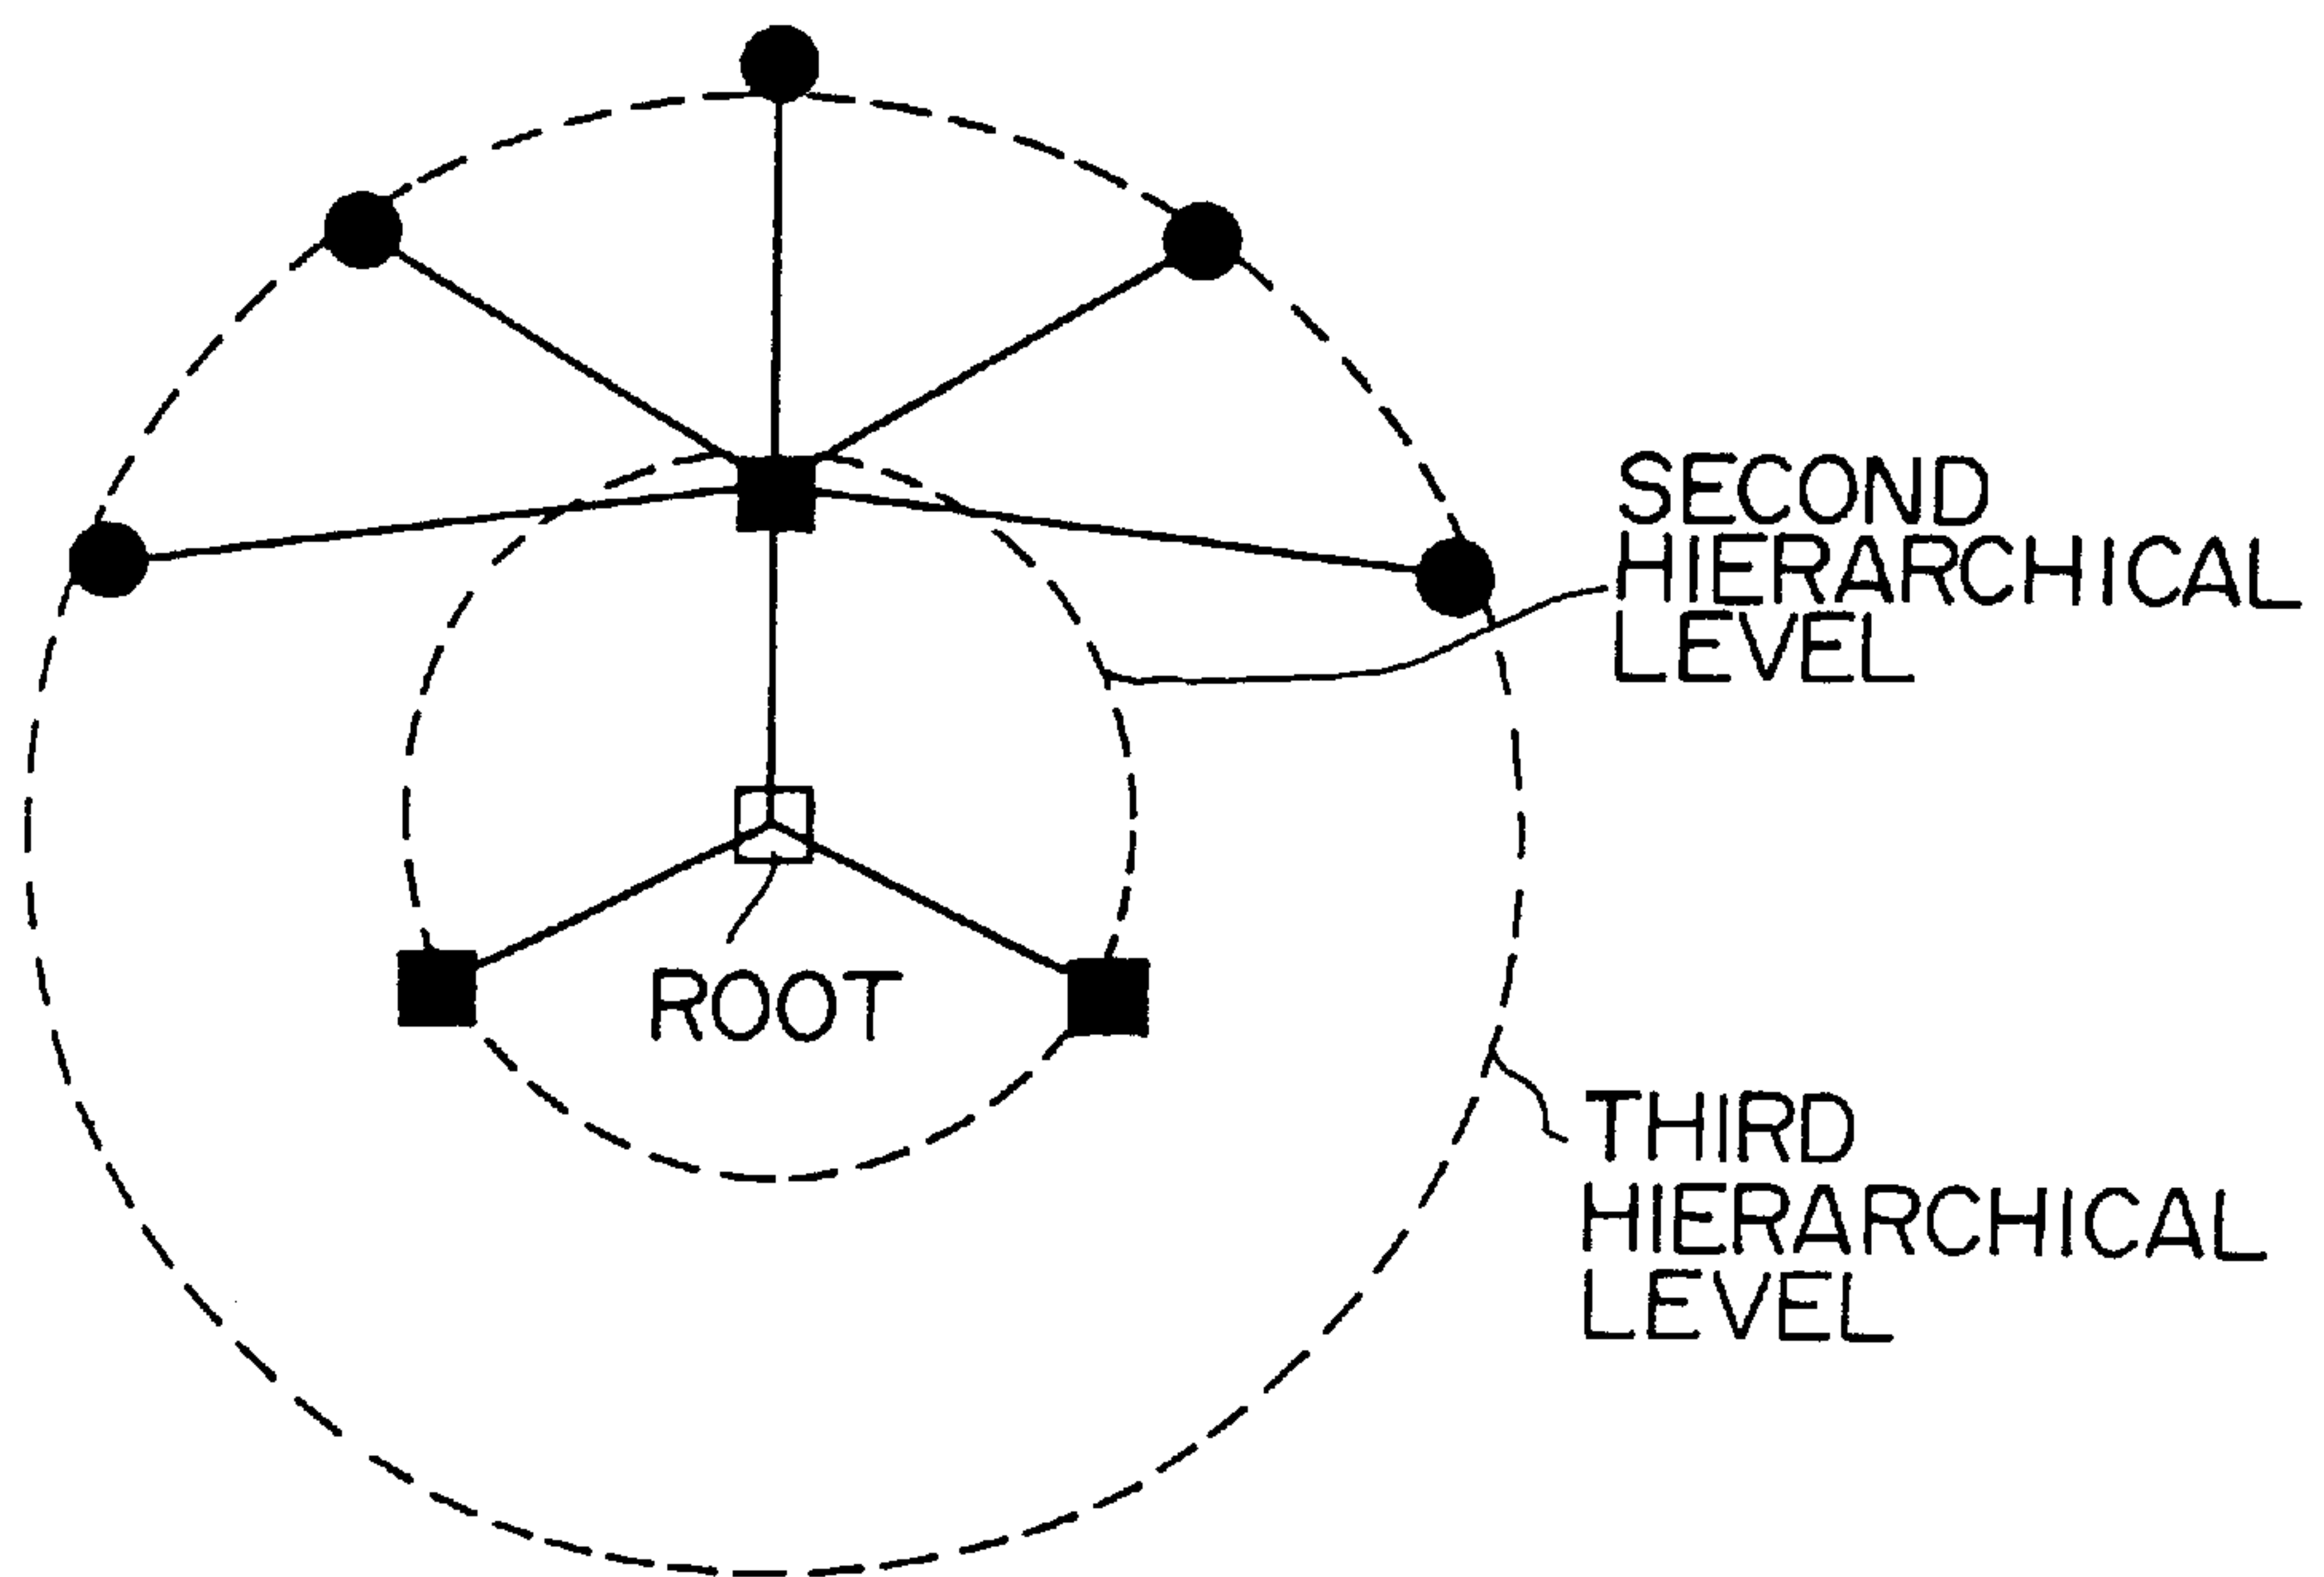 SECOND
HIERARCHICAL
LEVEL
ROOT
THIRD
HIERARCHICAL
LEVEL